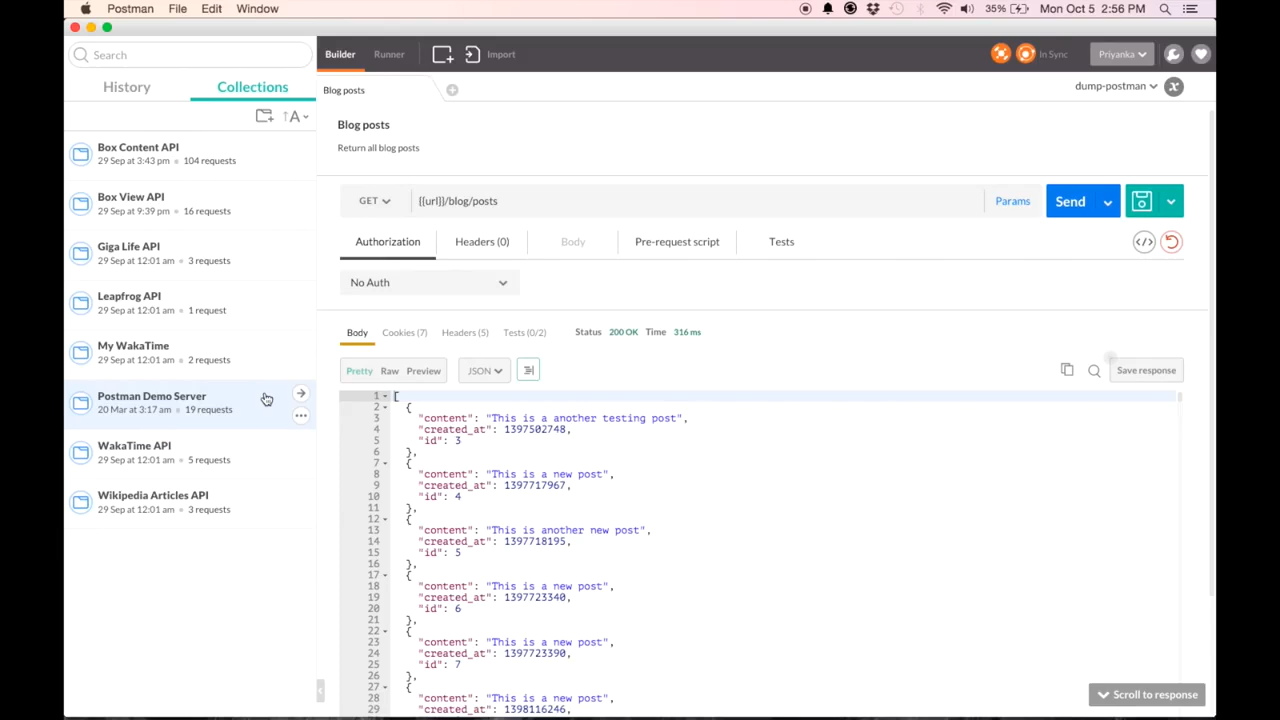 Postman File Edit Window 35% Mon Oct 5 2:56 PM
Search
Builder Runner Import In Sync Priyanka
History Collections
Blog posts
dump-postman
A
Box Content API
29 Sep at 3:43 pm 104 requests
Box View API
29 Sep at 9:39 pm 16 requests
Giga Life API
29 Sep at 12:01 am 3 requests
Leapfrog API
29 Sep at 12:01 am 1 request
My WakaTime
29 Sep at 12:01 am 2 requests
Postman Demo Server
20 Mar at 3:17 am 19 requests
WakaTime API
29 Sep at 12:01 am 5 requests
Wikipedia Articles API
29 Sep at 12:01 am 3 requests
Blog posts
Return all blog posts
GET {{url}}/blog/posts Params Send
Authorization Headers (0) Body Pre-request script Tests
No Auth
Body Cookies (7) Headers (5) Tests (0/2) Status 200 OK Time 316 ms
Pretty Raw Preview JSON Save response
1 [
2 {
3 "content": "This is a another testing post",
4 "created_at": 1397502748,
5 "id": 3
6 },
7 {
8 "content": "This is a new post",
9 "created_at": 1397717967,
10 "id": 4
11 },
12 {
13 "content": "This is another new post",
14 "created_at": 1397718195,
15 "id": 5
16 },
17 {
18 "content": "This is a new post",
19 "created_at": 1397723340,
20 "id": 6
21 },
22 {
23 "content": "This is a new post",
24 "created_at": 1397723390,
25 "id": 7
26 },
27 {
28 "content": "This is a new post",
29 "created_at": 1398116246,
Scroll to response